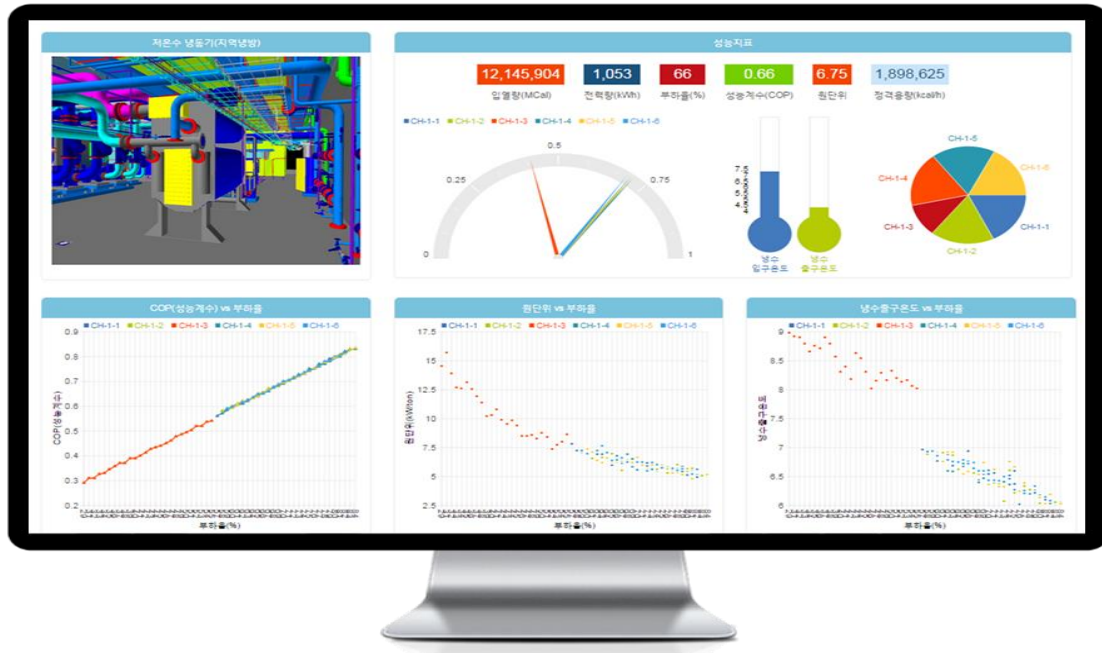 저온수 냉동기(지역냉방)
성능지표
12,145,904 1,053 66 0.66 6.75 1,898,625
입열량(MCal) 전력량(kWh) 부하율(%) 성능계수(COP) 원단위 정격용량(kcal/h)
CH-1-1 CH-1-2 CH-1-3 CH-1-4 CH-1-5 CH-1-6
0 0.25 0.5 0.75 1
냉수
입구온도
냉수
출구온도
CH-1-5
CH-1-6
CH-1-4
CH-1-3
CH-1-1
CH-1-2
COP(성능계수) vs 부하율
CH-1-1 CH-1-2 CH-1-3 CH-1-4 CH-1-5 CH-1-6
COP(성능계수)
0.9
0.8
0.7
0.6
0.5
0.4
0.3
0.2
부하율(%)
원단위 vs 부하율
CH-1-1 CH-1-2 CH-1-3 CH-1-4 CH-1-5 CH-1-6
원단위(kW/ton)
17.5
15
12.5
10
7.5
5
2.5
부하율(%)
냉수출구온도 vs 부하율
CH-1-1 CH-1-2 CH-1-3 CH-1-4 CH-1-5 CH-1-6
냉수출구온도
9
8.5
8
7.5
7
6.5
6
부하율(%)